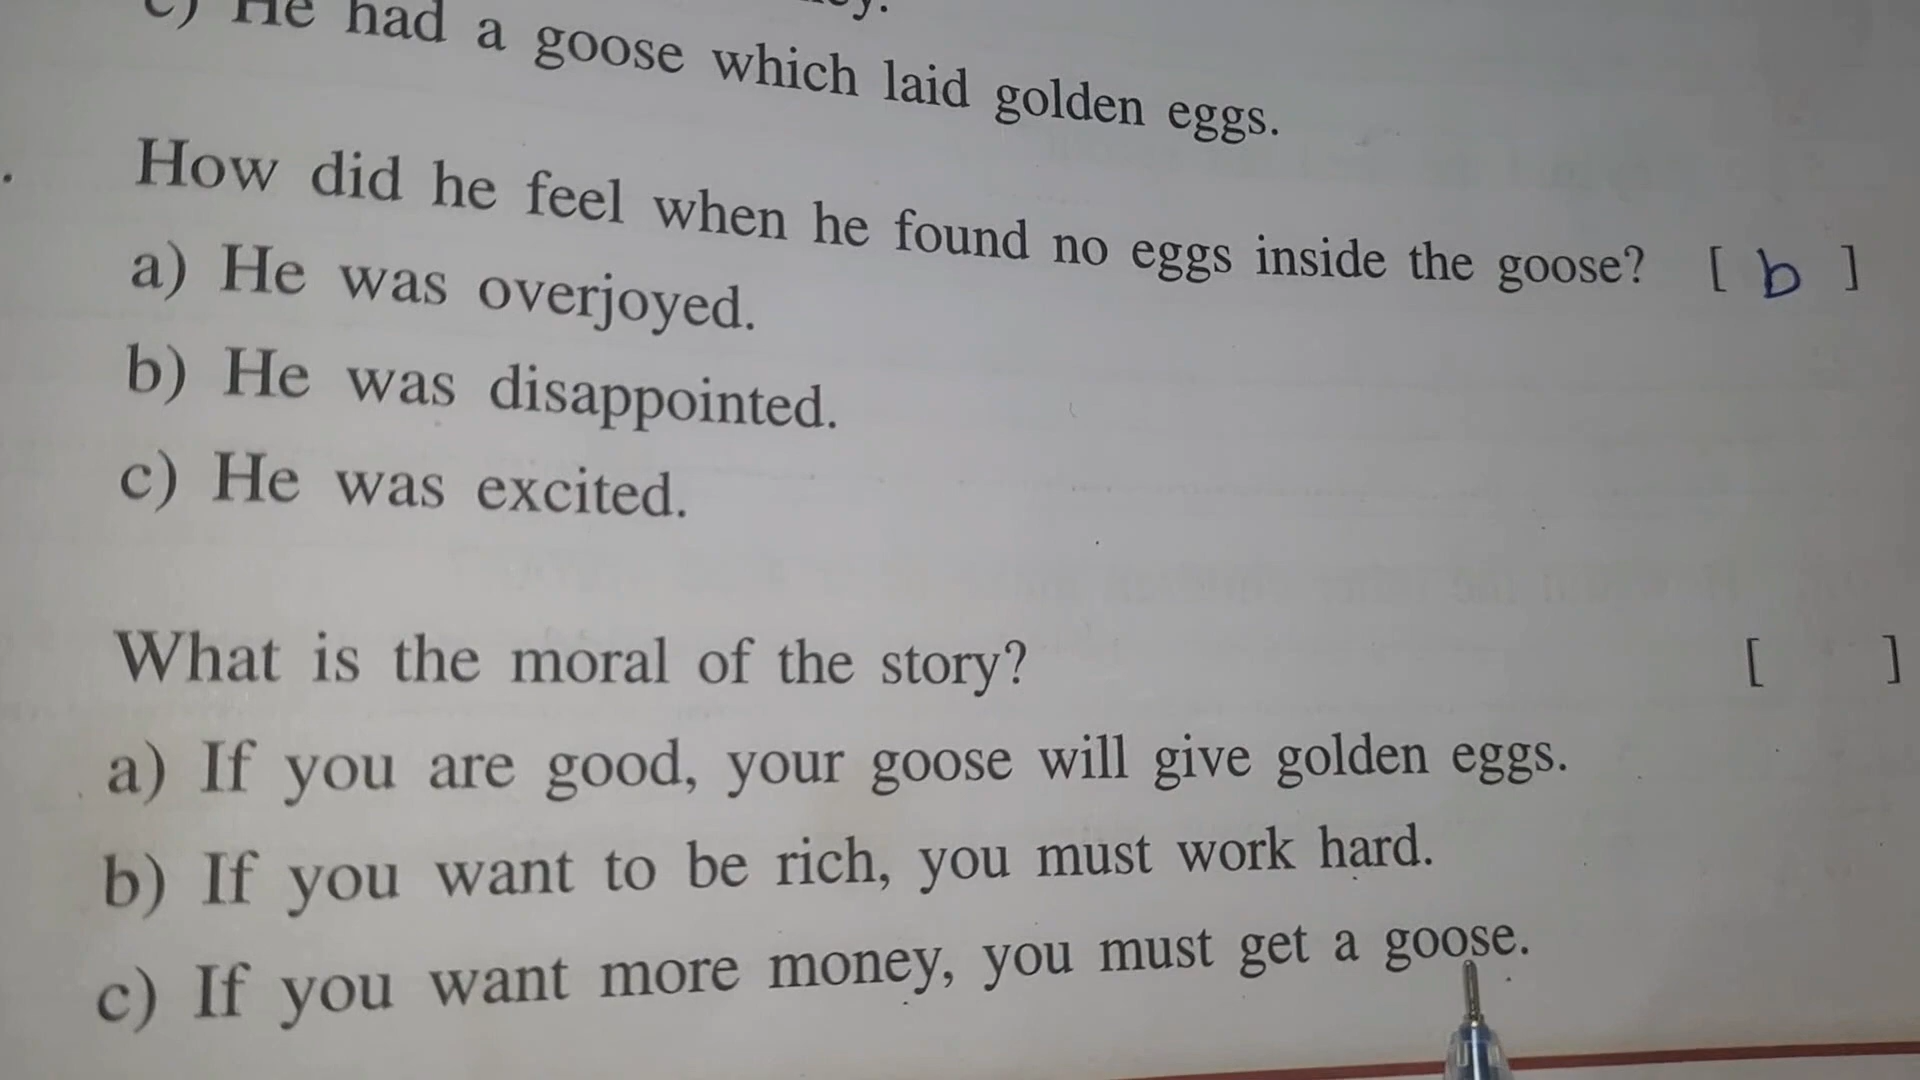 He had a goose which laid golden eggs.
How did he feel when he found no eggs inside the goose? [ b ]
a) He was overjoyed.
b) He was disappointed.
c) He was excited.
What is the moral of the story? [ ]
a) If you are good, your goose will give golden eggs.
b) If you want to be rich, you must work hard.
c) If you want more money, you must get a goose.